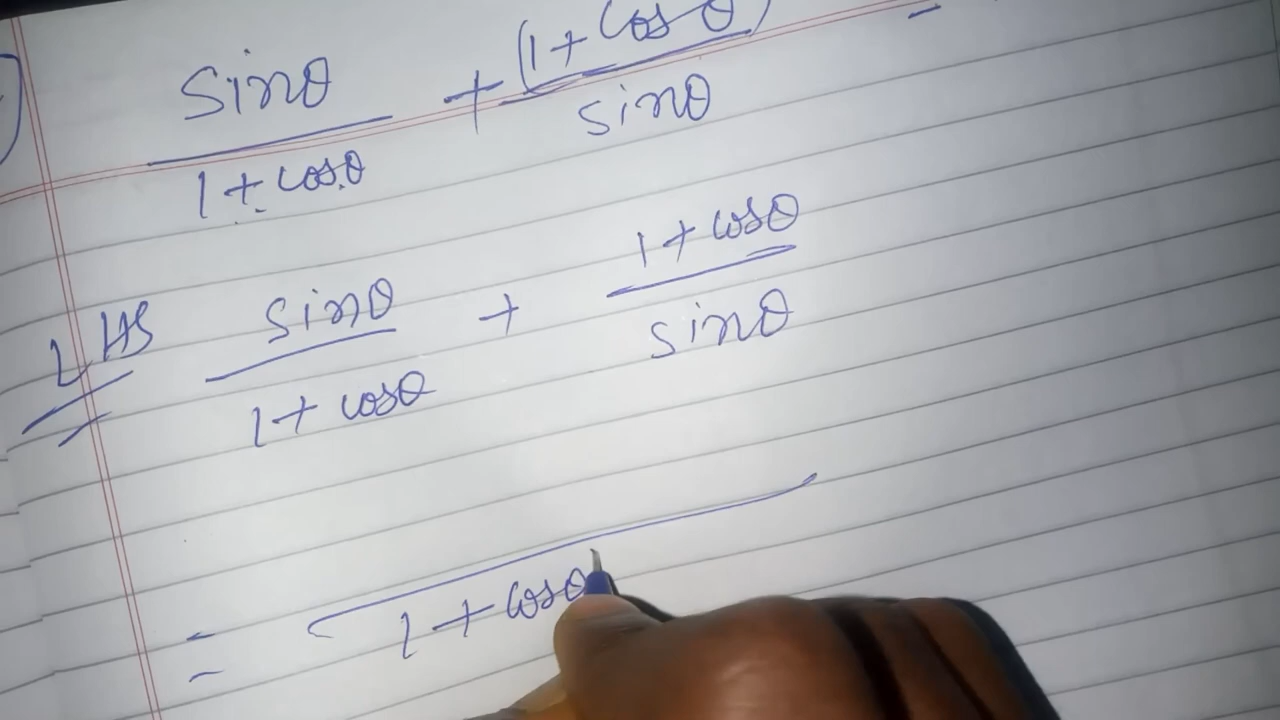 sinθ/1+cosθ + (1+cosθ)/sinθ =
LHS sinθ/1+cosθ + 1+cosθ/sinθ
= 1+cosθ